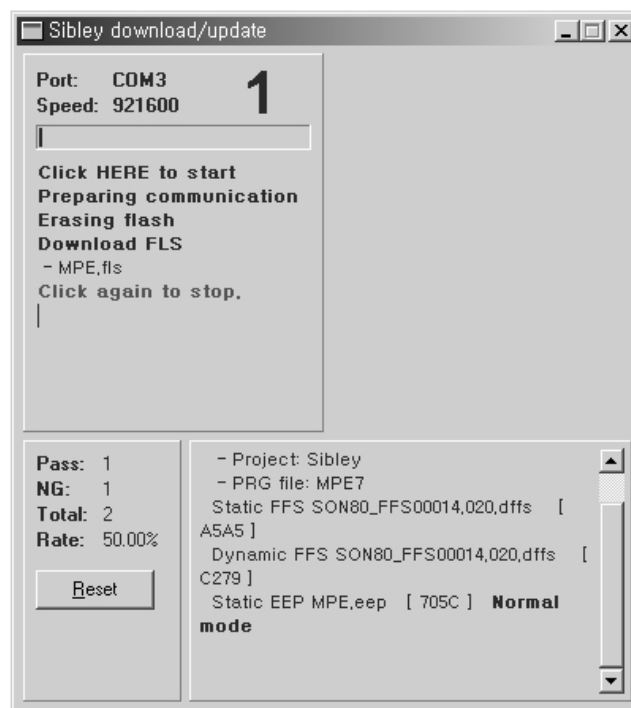 Sibley download/update
Port: COM3
Speed: 921600
1
Click HERE to start
Preparing communication
Erasing flash
Download FLS
- MPE.fls
Click again to stop.
Pass: 1
NG: 1
Total: 2
Rate: 50.00%
Reset
- Project: Sibley
- PRG file: MPE7
Static FFS SON80_FFS00014.020.dffs [
A5A5 ]
Dynamic FFS SON80_FFS00014.020.dffs [
C279 ]
Static EEP MPE.eep [ 705C ] Normal
mode